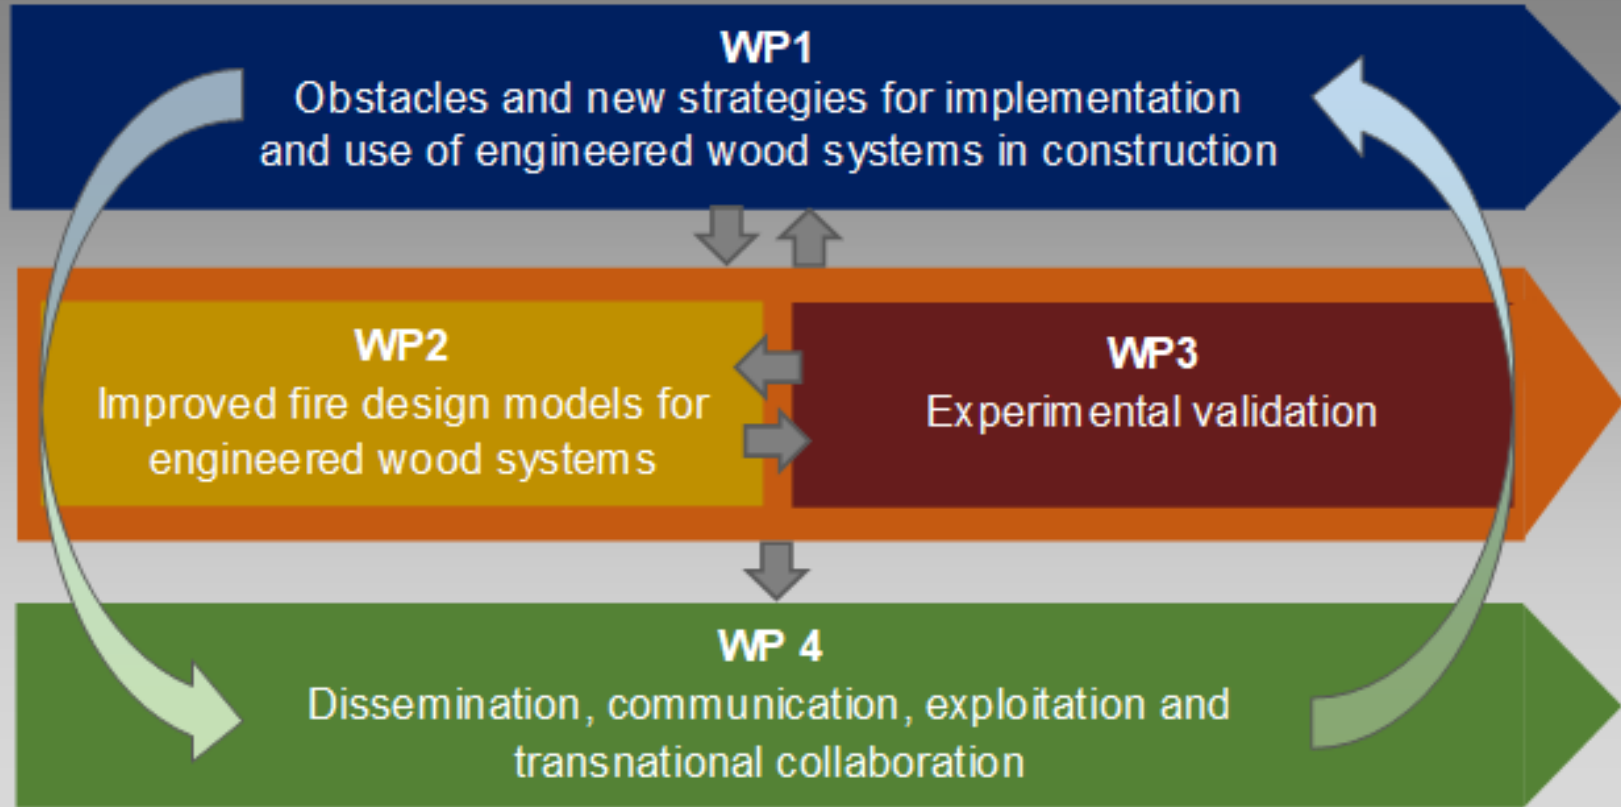 WP1
Obstacles and new strategies for implementation
and use of engineered wood systems in construction
WP2
Improved fire design models for
engineered wood systems
WP3
Experimental validation
WP 4
Dissemination, communication, exploitation and
transnational collaboration